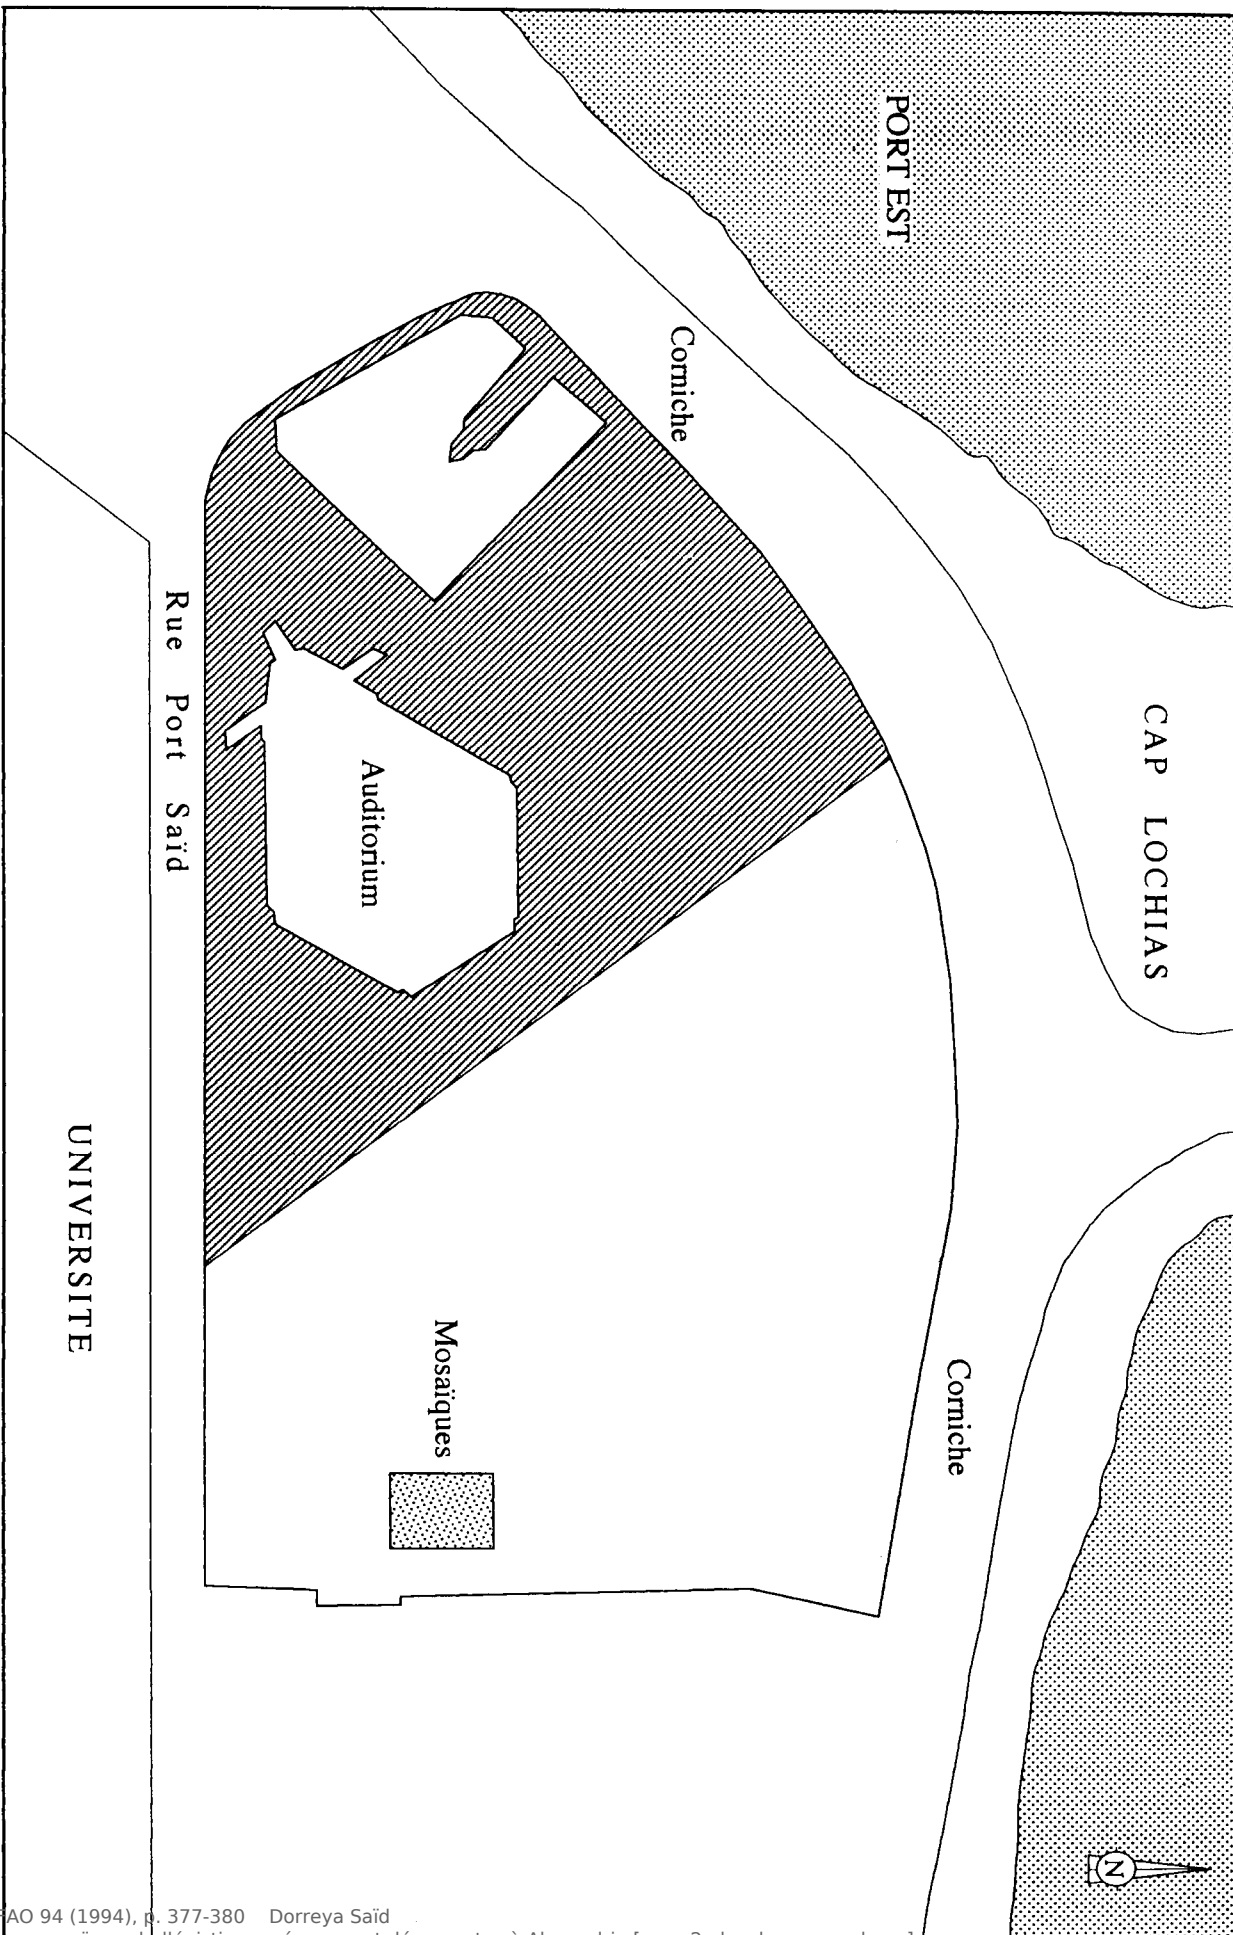 PORT EST
CAP LOCHIAS
Corniche
Corniche
Auditorium
Mosaïques
Rue Port Saïd
UNIVERSITE
N
AO 94 (1994), p. 377-380 Dorreya Saïd